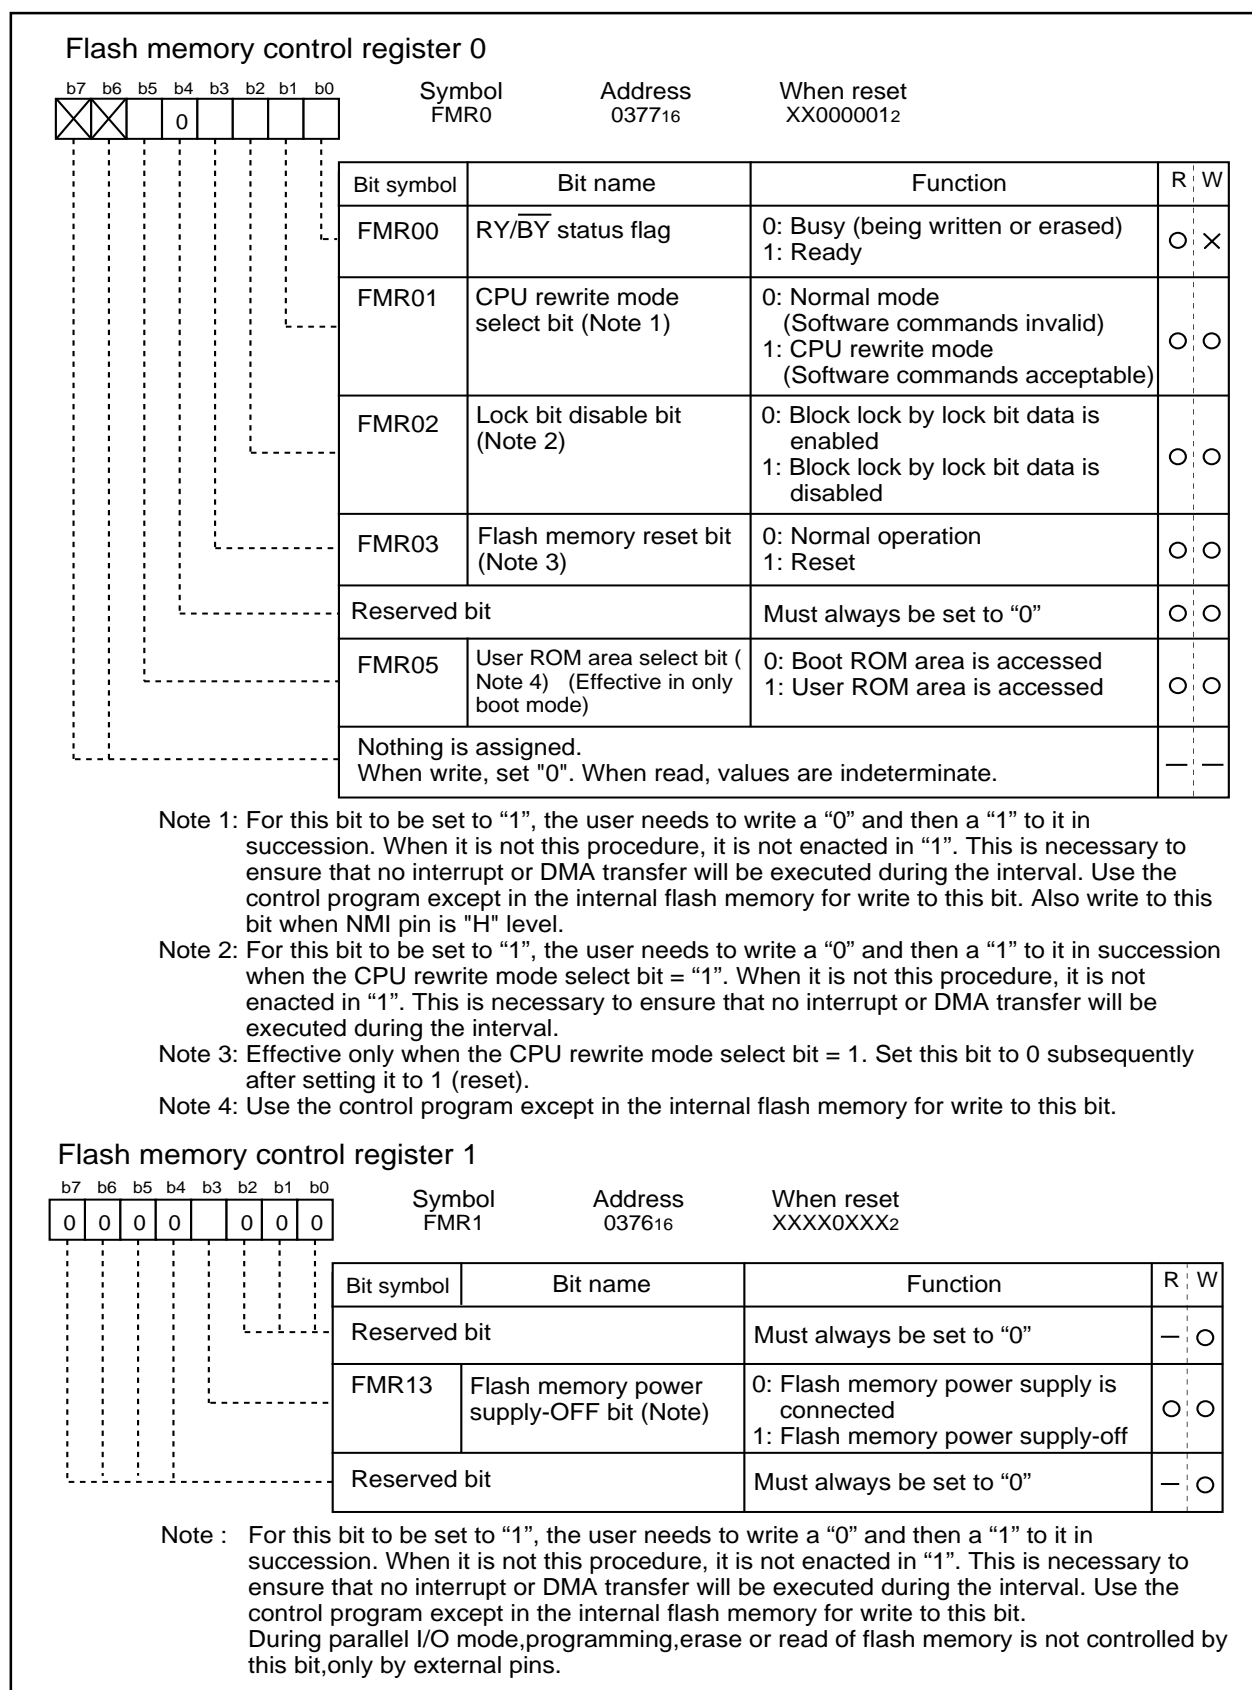 Flash memory control register 0
b7 b6 b5 b4 b3 b2 b1 b0
0
Symbol Address When reset
FMR0 037716 XX0000012
Bit symbol Bit name Function R W
FMR00 RY/BY status flag 0: Busy (being written or erased)
1: Ready
FMR01 CPU rewrite mode 0: Normal mode
select bit (Note 1) (Software commands invalid)
1: CPU rewrite mode
(Software commands acceptable)
FMR02 Lock bit disable bit 0: Block lock by lock bit data is
(Note 2) enabled
1: Block lock by lock bit data is
disabled
FMR03 Flash memory reset bit 0: Normal operation
(Note 3) 1: Reset
Reserved bit Must always be set to “0”
FMR05 User ROM area select bit ( 0: Boot ROM area is accessed
Note 4) (Effective in only 1: User ROM area is accessed
boot mode)
Nothing is assigned.
When write, set "0". When read, values are indeterminate.
Note 1: For this bit to be set to “1”, the user needs to write a “0” and then a “1” to it in
succession. When it is not this procedure, it is not enacted in “1”. This is necessary to
ensure that no interrupt or DMA transfer will be executed during the interval. Use the
control program except in the internal flash memory for write to this bit. Also write to this
bit when NMI pin is "H" level.
Note 2: For this bit to be set to “1”, the user needs to write a “0” and then a “1” to it in succession
when the CPU rewrite mode select bit = “1”. When it is not this procedure, it is not
enacted in “1”. This is necessary to ensure that no interrupt or DMA transfer will be
executed during the interval.
Note 3: Effective only when the CPU rewrite mode select bit = 1. Set this bit to 0 subsequently
after setting it to 1 (reset).
Note 4: Use the control program except in the internal flash memory for write to this bit.
Flash memory control register 1
b7 b6 b5 b4 b3 b2 b1 b0
0 0 0 0 0 0 0
Symbol Address When reset
FMR1 037616 XXXX0XXX2
Bit symbol Bit name Function R W
Reserved bit Must always be set to “0”
FMR13 Flash memory power 0: Flash memory power supply is
supply-OFF bit (Note) connected
1: Flash memory power supply-off
Reserved bit Must always be set to “0”
Note : For this bit to be set to “1”, the user needs to write a “0” and then a “1” to it in
succession. When it is not this procedure, it is not enacted in “1”. This is necessary to
ensure that no interrupt or DMA transfer will be executed during the interval. Use the
control program except in the internal flash memory for write to this bit.
During parallel I/O mode,programming,erase or read of flash memory is not controlled by
this bit,only by external pins.